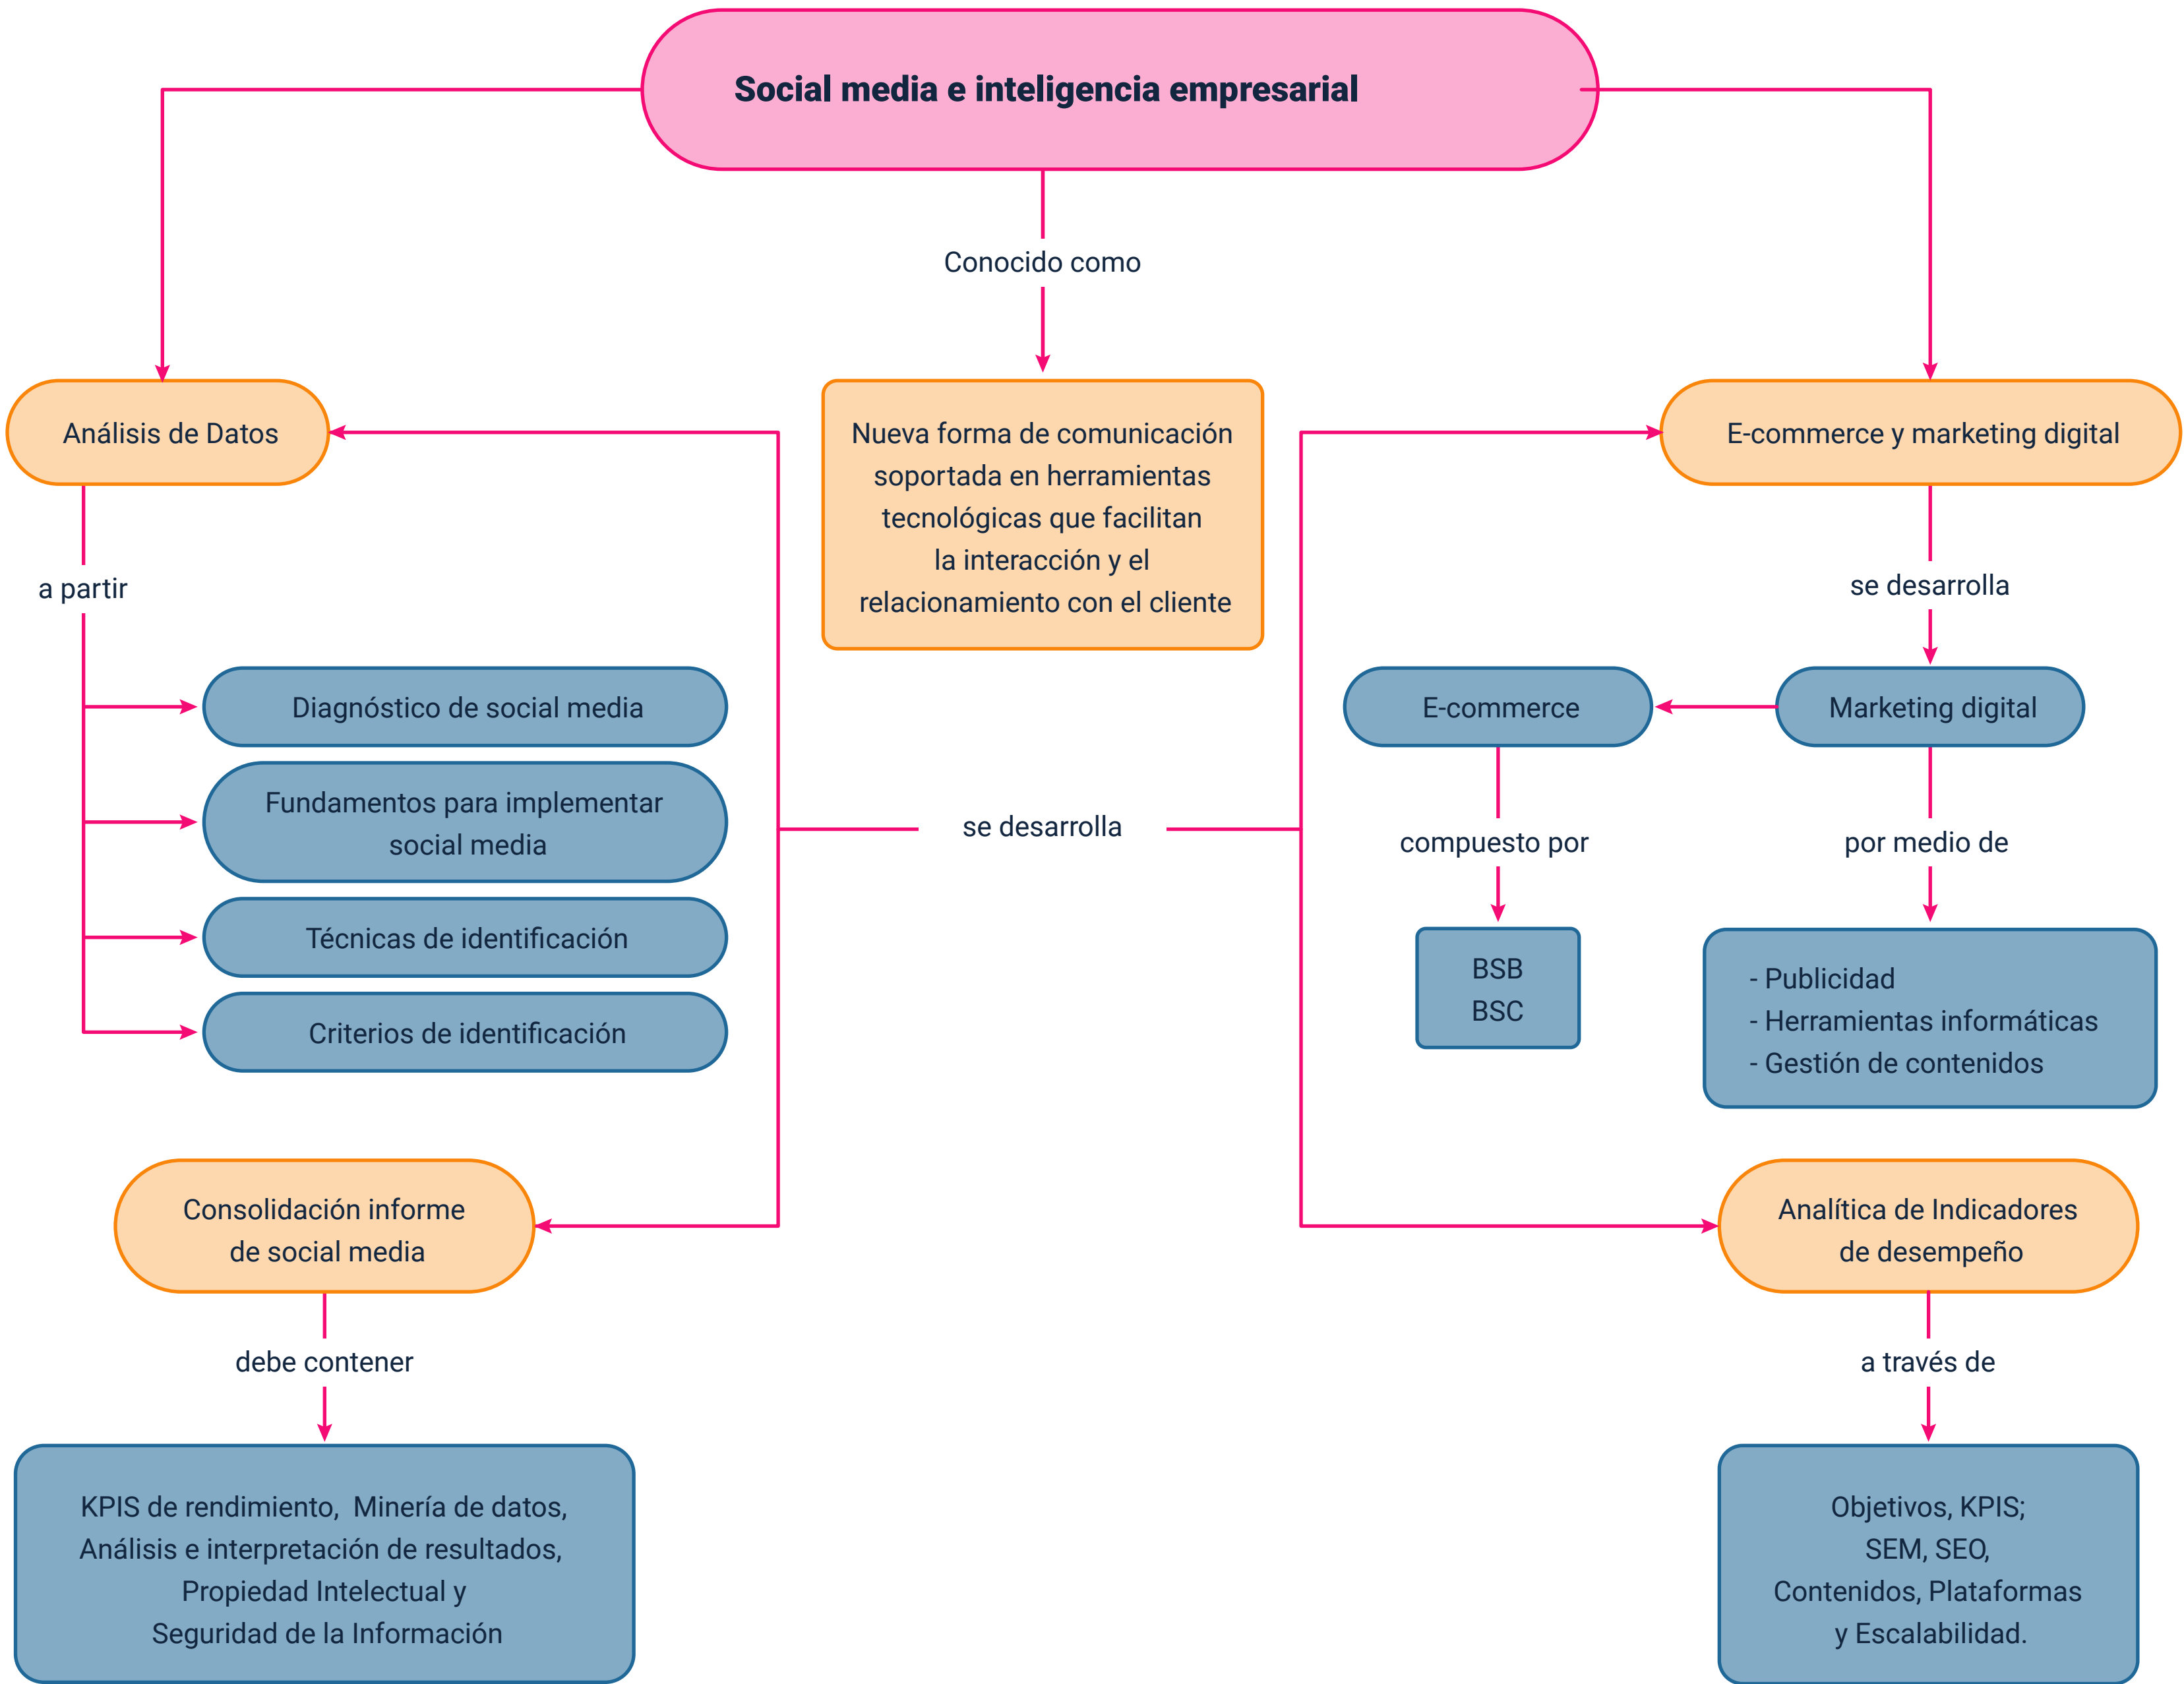 Social media e inteligencia empresarial
Conocido como
Análisis de Datos
Nueva forma de comunicación
soportada en herramientas
tecnológicas que facilitan
la interacción y el
relacionamiento con el cliente
E-commerce y marketing digital
a partir
se desarrolla
Diagnóstico de social media
Fundamentos para implementar
social media
Técnicas de identificación
Criterios de identificación
se desarrolla
E-commerce
Marketing digital
compuesto por
por medio de
BSB
BSC
- Publicidad
- Herramientas informáticas
- Gestión de contenidos
Consolidación informe
de social media
Analítica de Indicadores
de desempeño
debe contener
a través de
KPIS de rendimiento,  Minería de datos,
Análisis e interpretación de resultados,
Propiedad Intelectual y
Seguridad de la Información
Objetivos, KPIS;
SEM, SEO,
Contenidos, Plataformas
y Escalabilidad.